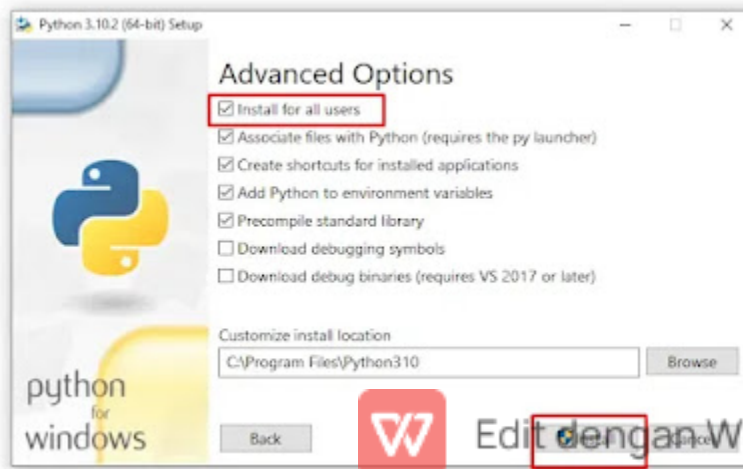 Python 3.10.2 (64-bit) Setup
Advanced Options
Install for all users
Associate files with Python (requires the py launcher)
Create shortcuts for installed applications
Add Python to environment variables
Precompile standard library
Download debugging symbols
Download debug binaries (requires VS 2017 or later)
Customize install location
C:\Program Files\Python310
Browse
python
for
windows
Back
Install
Cancel
Edit dengan W